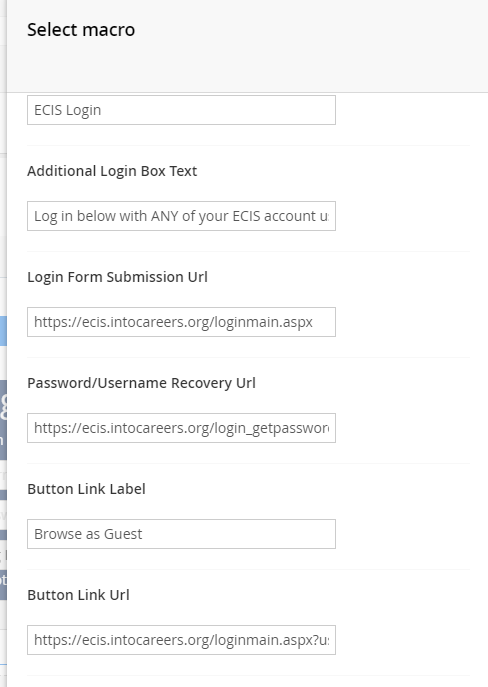 Select macro
ECIS Login
Additional Login Box Text
Log in below with ANY of your ECIS account
Login Form Submission Url
https://ecis.intocareers.org/loginmain.aspx
Password/Username Recovery Url
https://ecis.intocareers.org/login_getpasswor
Button Link Label
Browse as Guest
Button Link Url
https://ecis.intocareers.org/loginmain.aspx?u